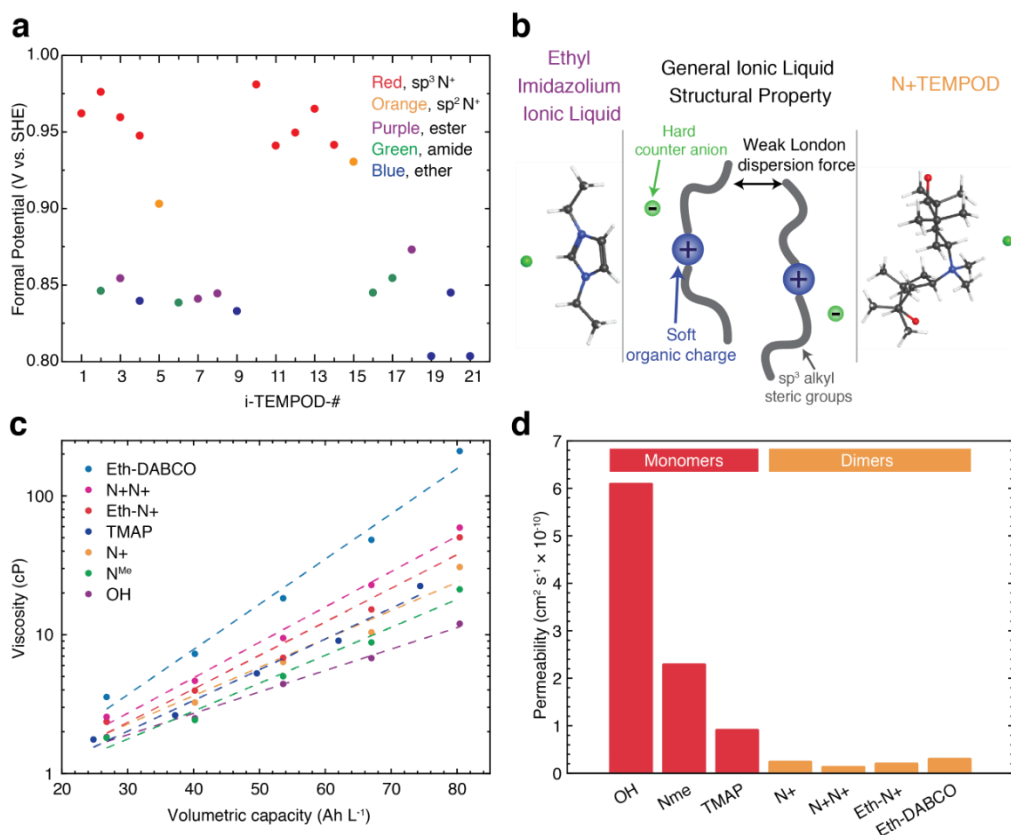 a
1.00
0.95
0.90
0.85
0.80
Formal Potential (V vs. SHE)
Red, sp³ N⁺
Orange, sp² N⁺
Purple, ester
Green, amide
Blue, ether
1 3 5 7 9 11 13 15 17 19 21
i-TEMPOD-#
b
Ethyl
Imidazolium
Ionic Liquid
General Ionic Liquid
Structural Property
N+TEMPOD
Hard
counter anion
Weak London
dispersion force
-
+
+
-
Soft
organic charge
sp³ alkyl
steric groups
c
Eth-DABCO
N+N+
Eth-N+
TMAP
N+
Nᴹᵉ
OH
100
10
1
Viscosity (cP)
20 30 40 50 60 70 80 90
Volumetric capacity (Ah L⁻¹)
d
7
6
5
4
3
2
1
0
Permeability (cm² s⁻¹ × 10⁻¹⁰)
Monomers
Dimers
OH
Nme
TMAP
N+
N+N+
Eth-N+
Eth-DABCO